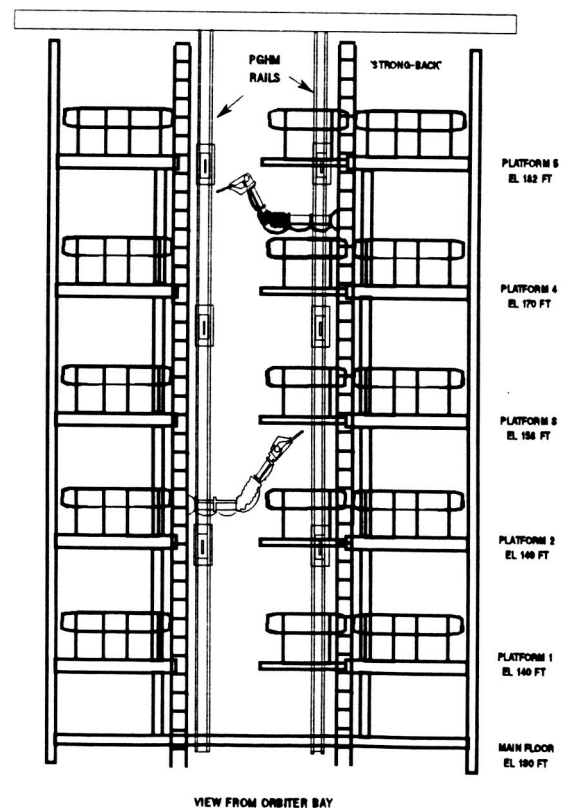 PGHM
RAILS
"STRONG-BACK"
PLATFORM 5
EL 182 FT
PLATFORM 4
EL 170 FT
PLATFORM 3
EL 158 FT
PLATFORM 2
EL 149 FT
PLATFORM 1
EL 140 FT
MAIN FLOOR
EL 130 FT
VIEW FROM ORBITER BAY